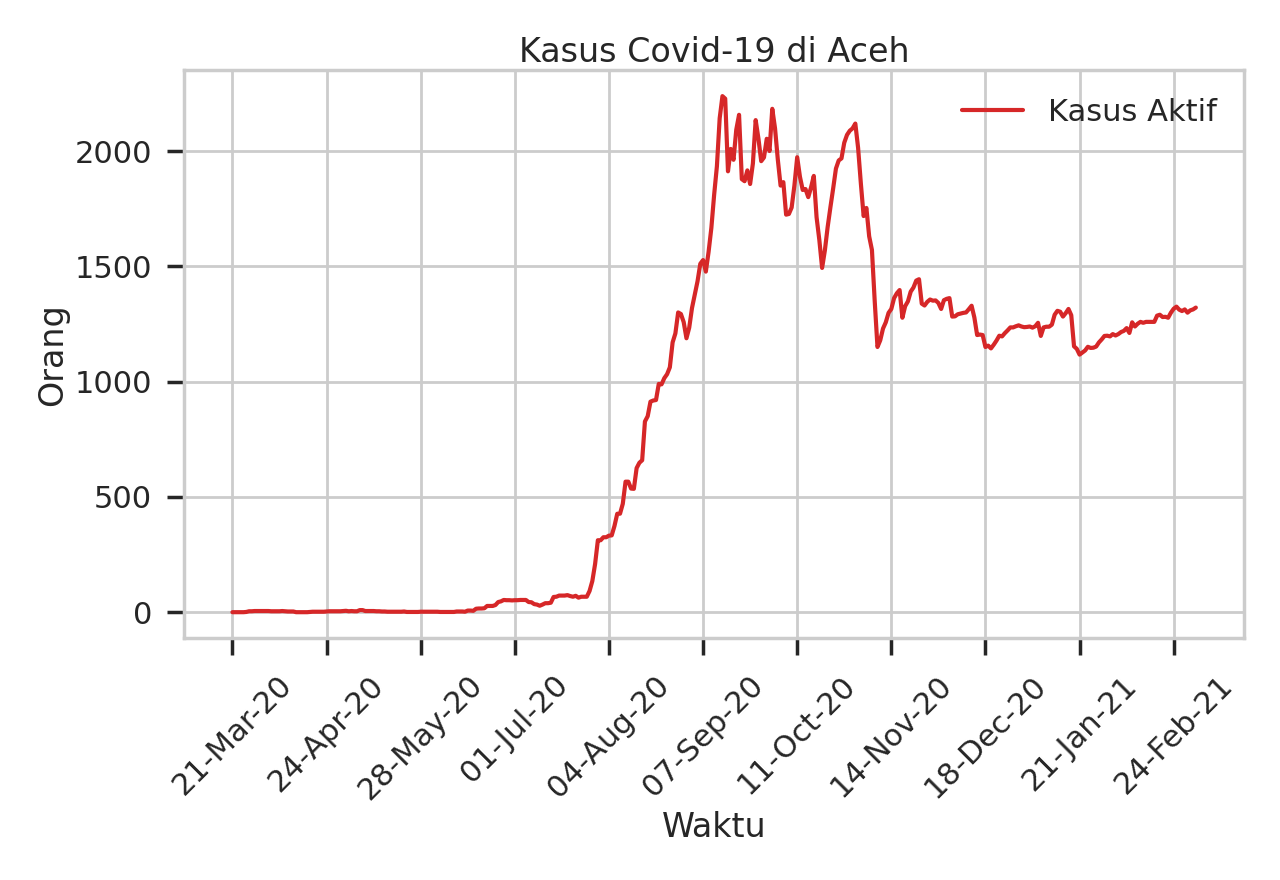 Kasus Covid-19 di Aceh
Kasus Aktif
Orang
2000
1500
1000
500
0
21-Mar-20
24-Apr-20
28-May-20
01-Jul-20
04-Aug-20
07-Sep-20
11-Oct-20
14-Nov-20
18-Dec-20
21-Jan-21
24-Feb-21
Waktu